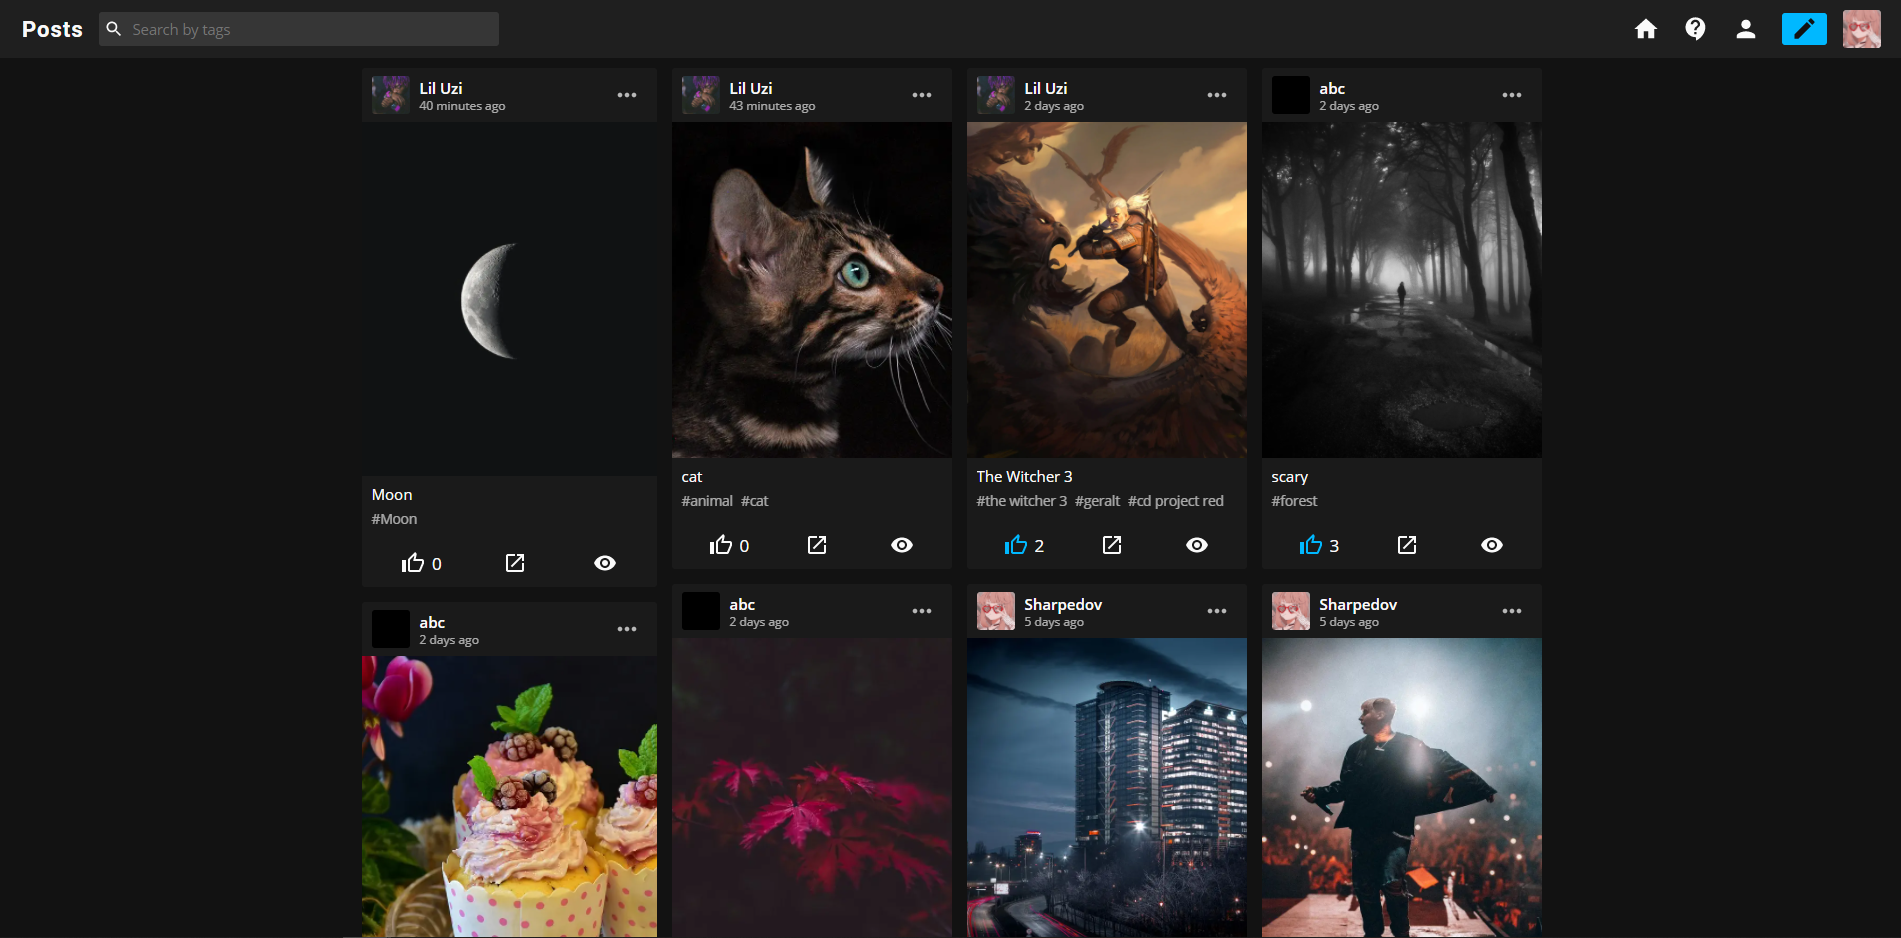 Posts
Search by tags
Lil Uzi
40 minutes ago
Moon
#Moon
0
Lil Uzi
43 minutes ago
cat
#animal #cat
0
Lil Uzi
2 days ago
The Witcher 3
#the witcher 3 #geralt #cd project red
2
abc
2 days ago
scary
#forest
3
abc
2 days ago
abc
2 days ago
Sharpedov
5 days ago
Sharpedov
5 days ago